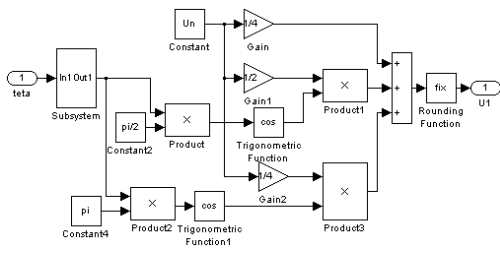 Un
Constant
1/4
Gain
1
teta
In1 Out1
Subsystem
1/2
Gain1
×
Product1
+
+
+
fix
Rounding
Function
1
U1
pi/2
Constant2
×
Product
cos
Trigonometric
Function
1/4
Gain2
pi
Constant4
×
Product2
cos
Trigonometric
Function1
×
Product3